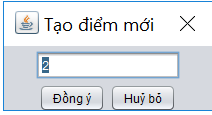 Tạo điểm mới
2
Đồng ý Huỷ bỏ